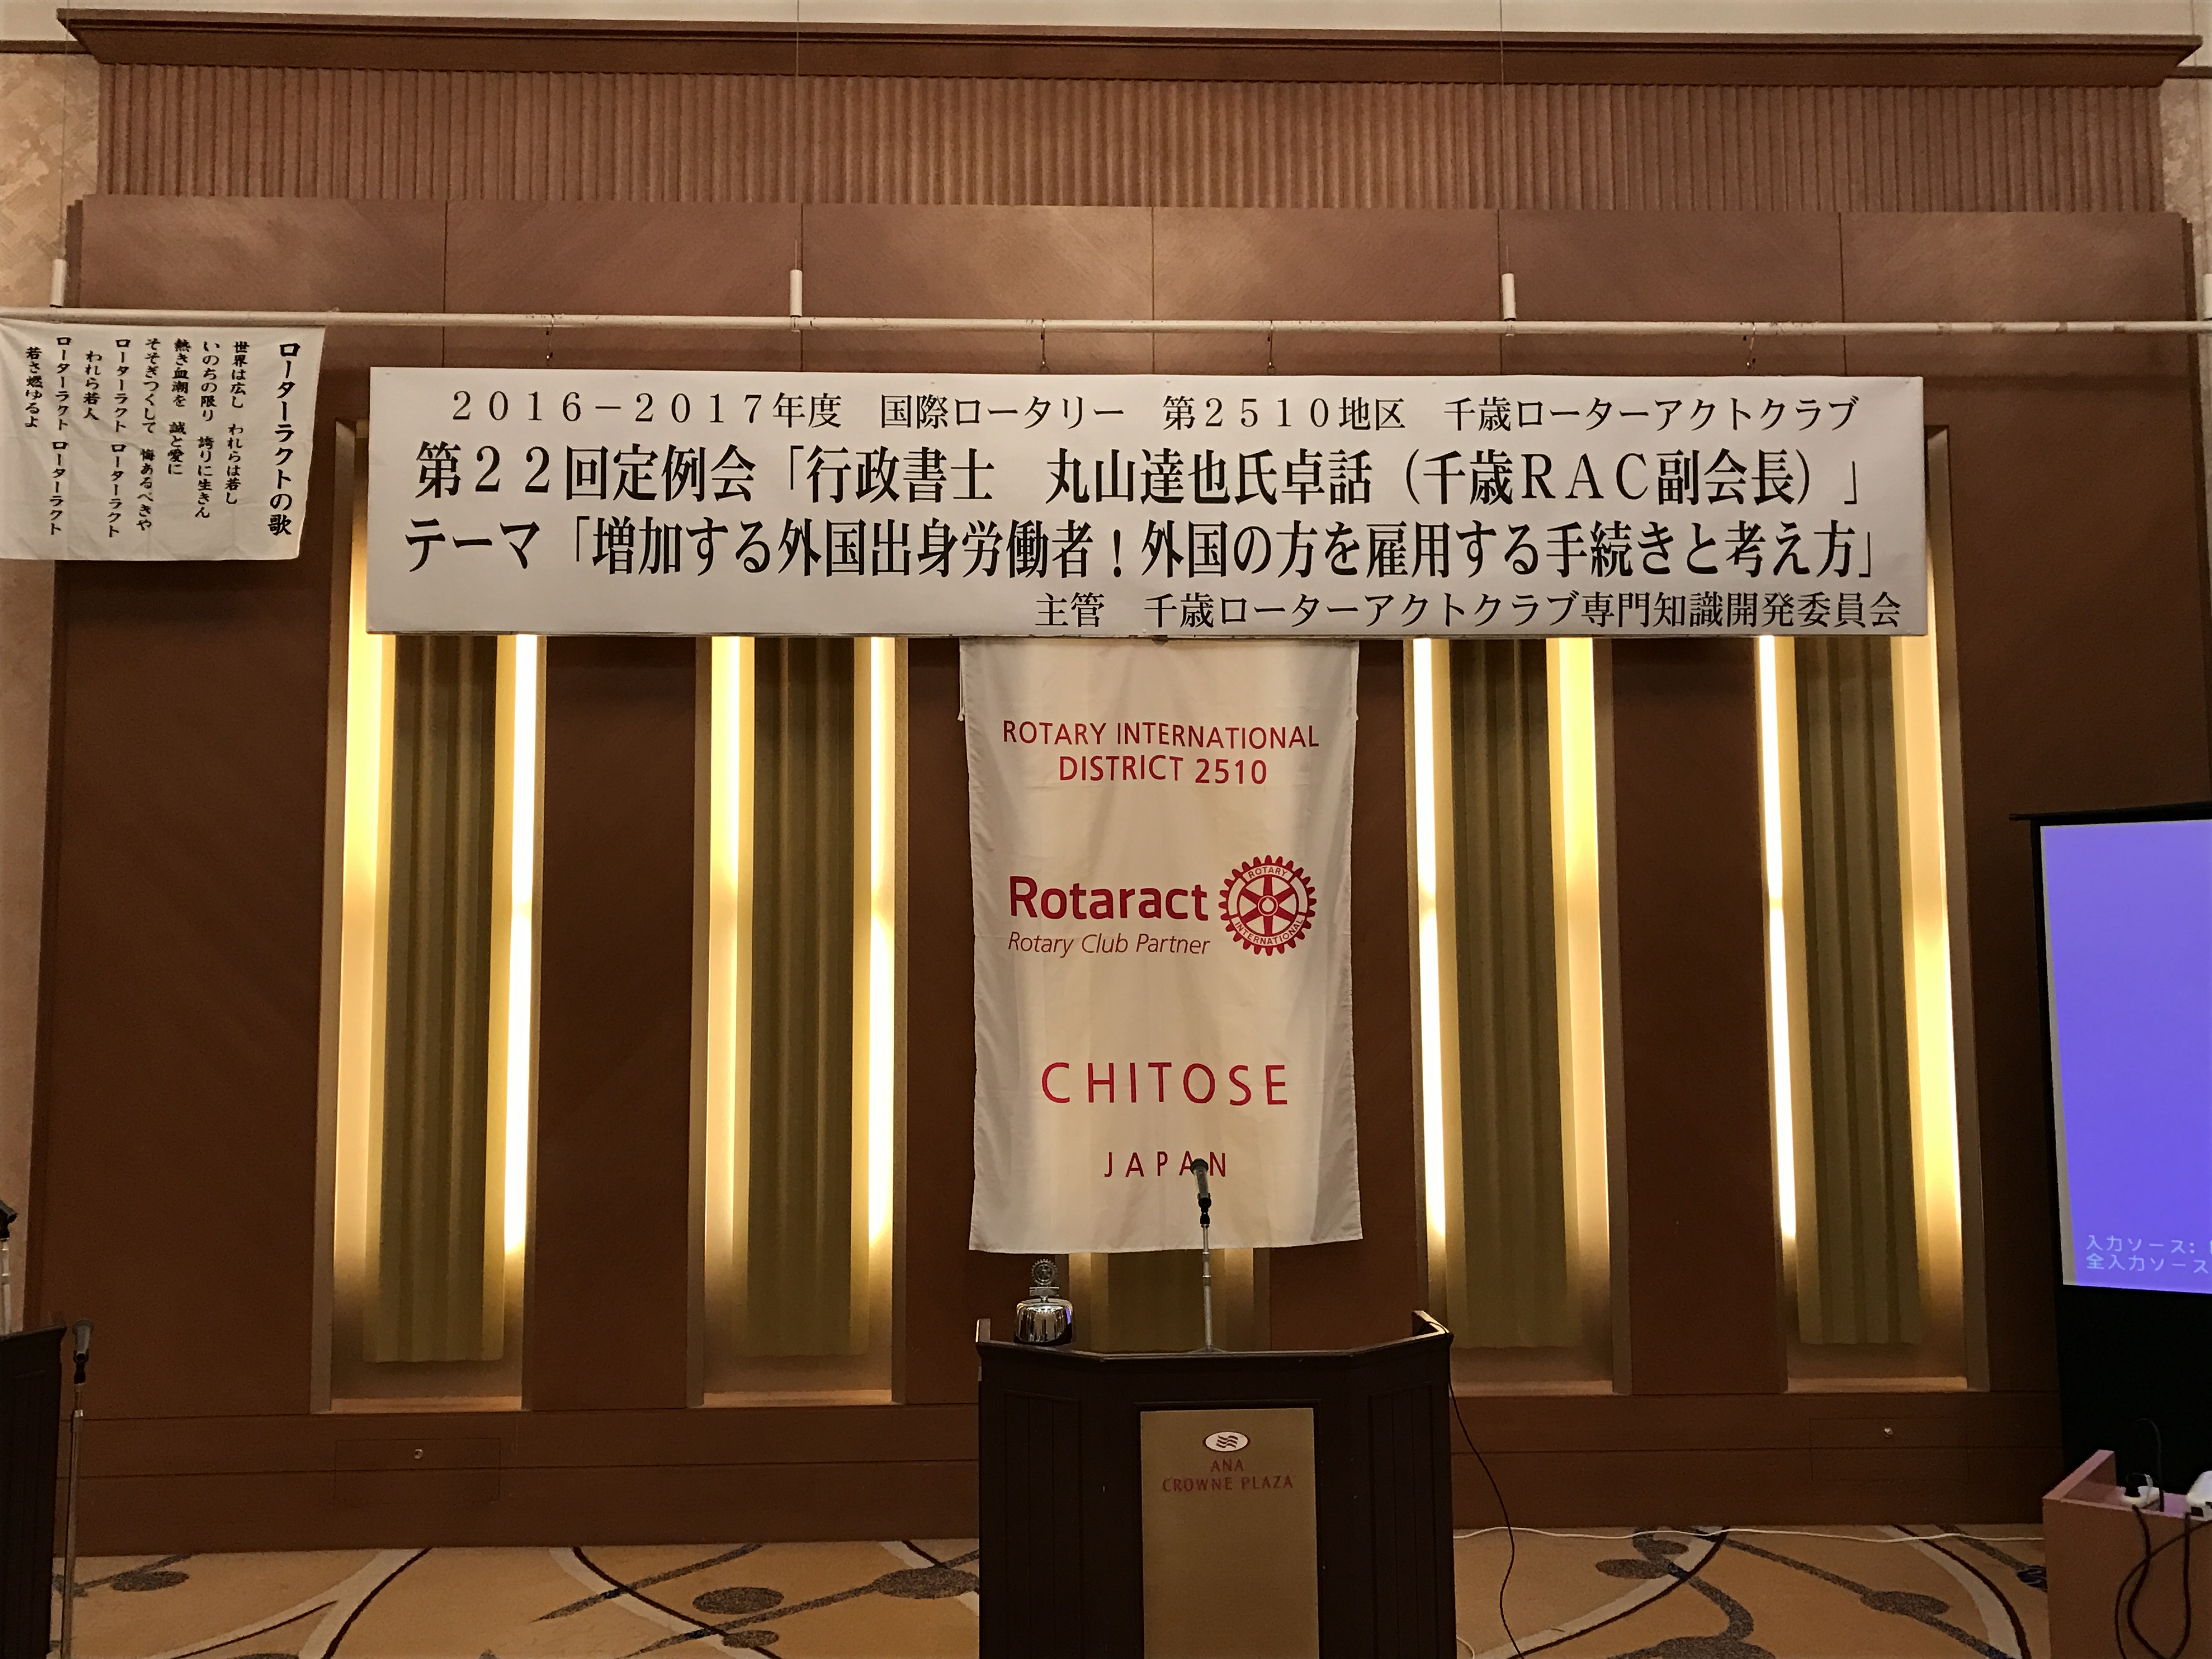 2016-2017年度　国際ロータリー　第2510地区　千歳ローターアクトクラブ
第22回定例会「行政書士　丸山達也氏卓話（千歳RAC副会長）」
テーマ「増加する外国出身労働者！外国の方を雇用する手続きと考え方」
主管　千歳ローターアクトクラブ専門知識開発委員会
ローターラクトの歌
世界は広し　われらは若し
いのちの限り　誇りに生きん
熱き血潮を　誠と愛に
そそぎつくして　悔あるべきや
ローターラクト　ローターラクト
われら若人
ローターラクト　ローターラクト
若さ燃ゆるよ
ROTARY INTERNATIONAL
DISTRICT 2510
Rotaract
Rotary Club Partner
ROTARY
INTERNATIONAL
CHITOSE
JAPAN
入力ソース:
全入力ソース
ANA
CROWNE PLAZA